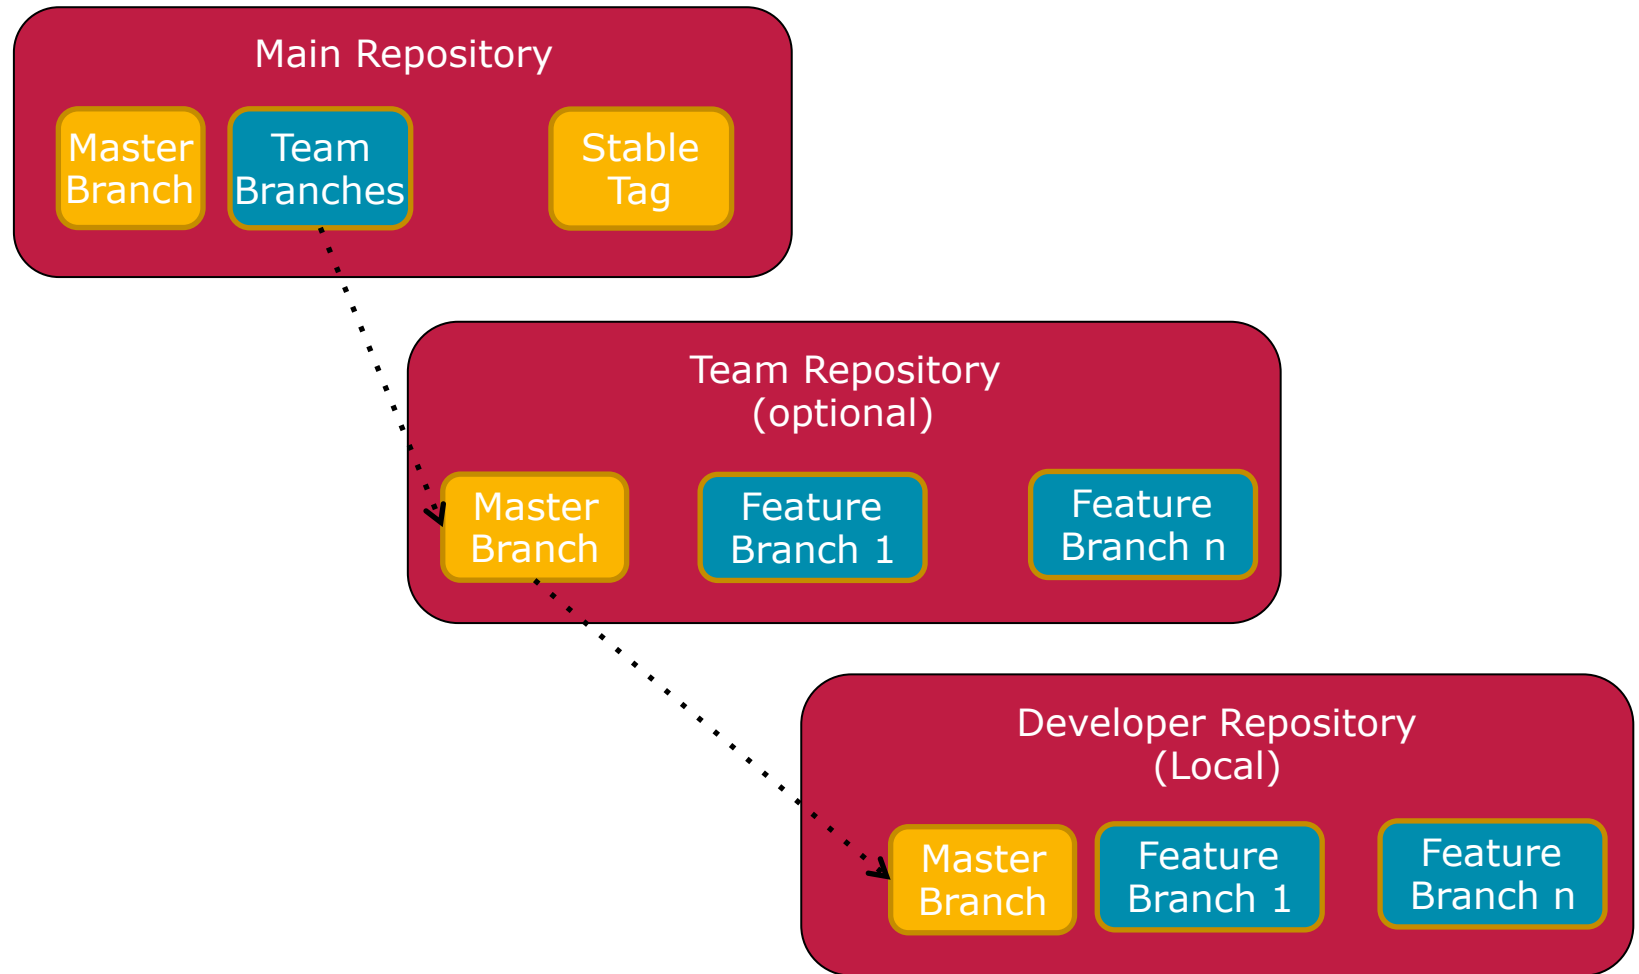 Main Repository
Master
Branch
Team
Branches
Stable
Tag
Team Repository
(optional)
Master
Branch
Feature
Branch 1
Feature
Branch n
Developer Repository
(Local)
Master
Branch
Feature
Branch 1
Feature
Branch n